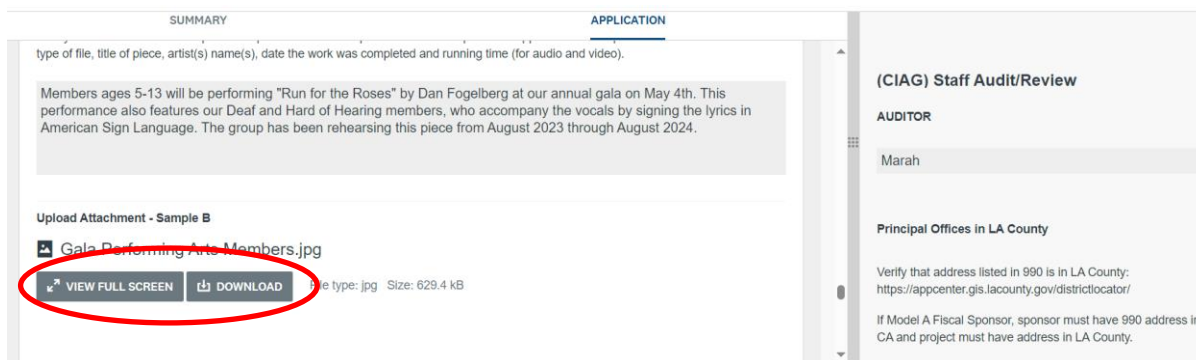 SUMMARY
APPLICATION
type of file, title of piece, artist(s) name(s), date the work was completed and running time (for audio and video).
Members ages 5-13 will be performing "Run for the Roses" by Dan Fogelberg at our annual gala on May 4th. This
performance also features our Deaf and Hard of Hearing members, who accompany the vocals by signing the lyrics in
American Sign Language. The group has been rehearsing this piece from August 2023 through August 2024.
Upload Attachment - Sample B
Gala Performing Arts Members.jpg
VIEW FULL SCREEN
DOWNLOAD
File type: jpg Size: 629.4 kB
(CIAG) Staff Audit/Review
AUDITOR
Marah
Principal Offices in LA County
Verify that address listed in 990 is in LA County:
https://appcenter.gis.lacounty.gov/districtlocator/
If Model A Fiscal Sponsor, sponsor must have 990 address in
CA and project must have address in LA County.